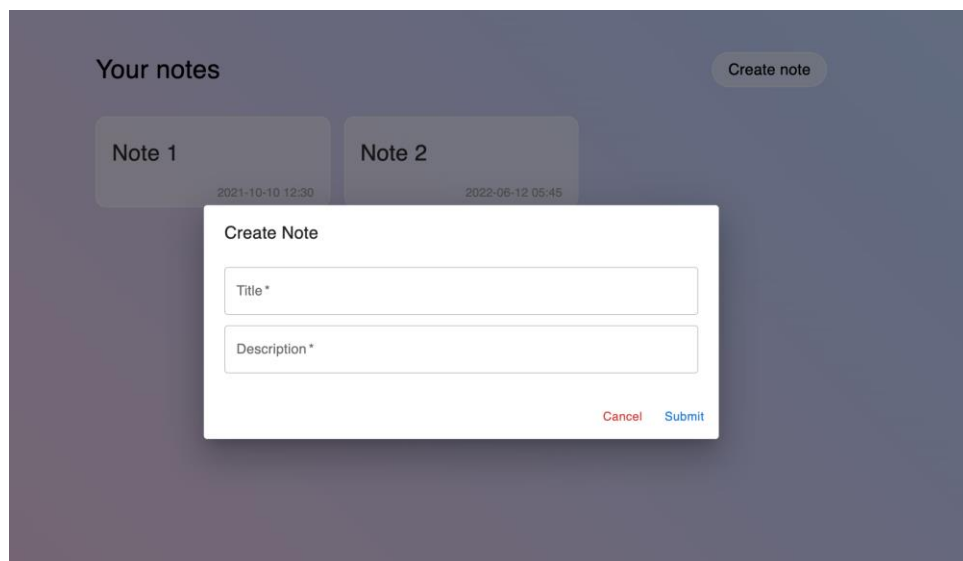 Your notes
Create note
Note 1
2021-10-10 12:30
Note 2
2022-06-12 05:45
Create Note
Title *
Description *
Cancel Submit